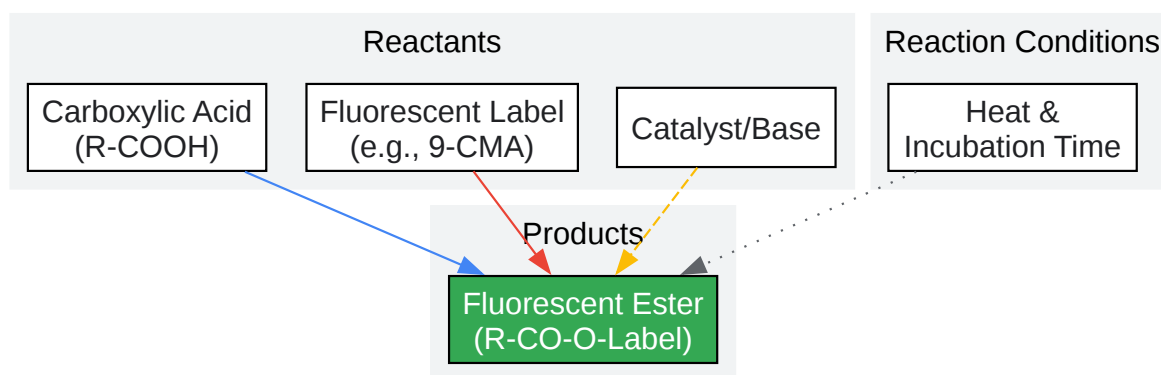 Reactants
Reaction Conditions
Carboxylic Acid
(R-COOH)
Fluorescent Label
(e.g., 9-CMA)
Catalyst/Base
Heat &
Incubation Time
Products
Fluorescent Ester
(R-CO-O-Label)